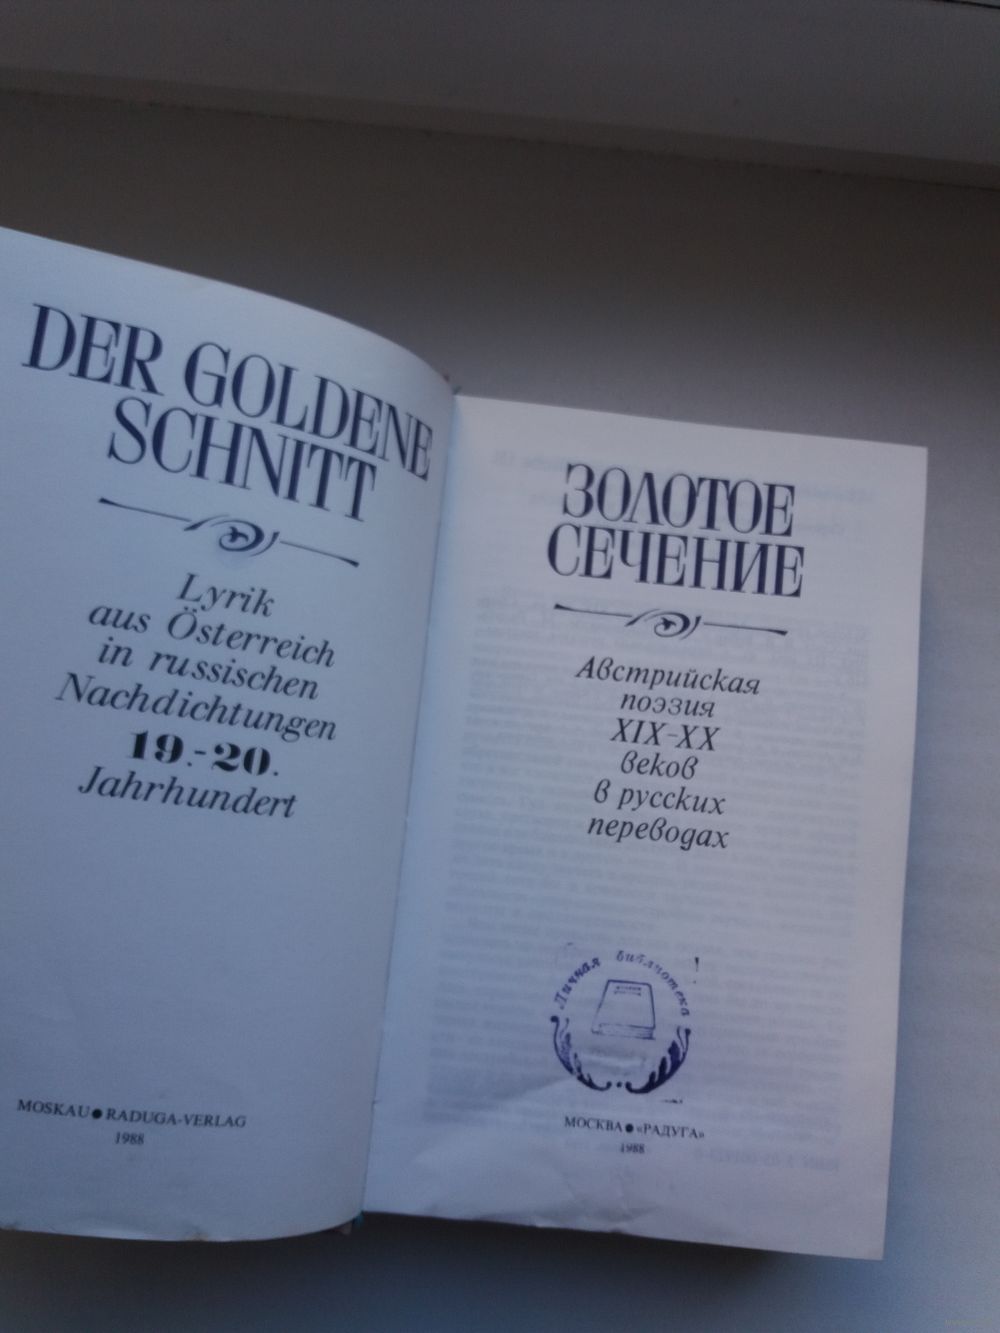 DER GOLDENE
SCHNITT
Lyrik
aus Österreich
in russischen
Nachdichtungen
19.-20.
Jahrhundert
MOSKAU●RADUGA-VERLAG
1988
ЗОЛОТОЕ
СЕЧЕНИЕ
Австрийская
поэзия
XIX-XX
веков
в русских
переводах
Личная библиотека
МОСКВА●«РАДУГА»
1988